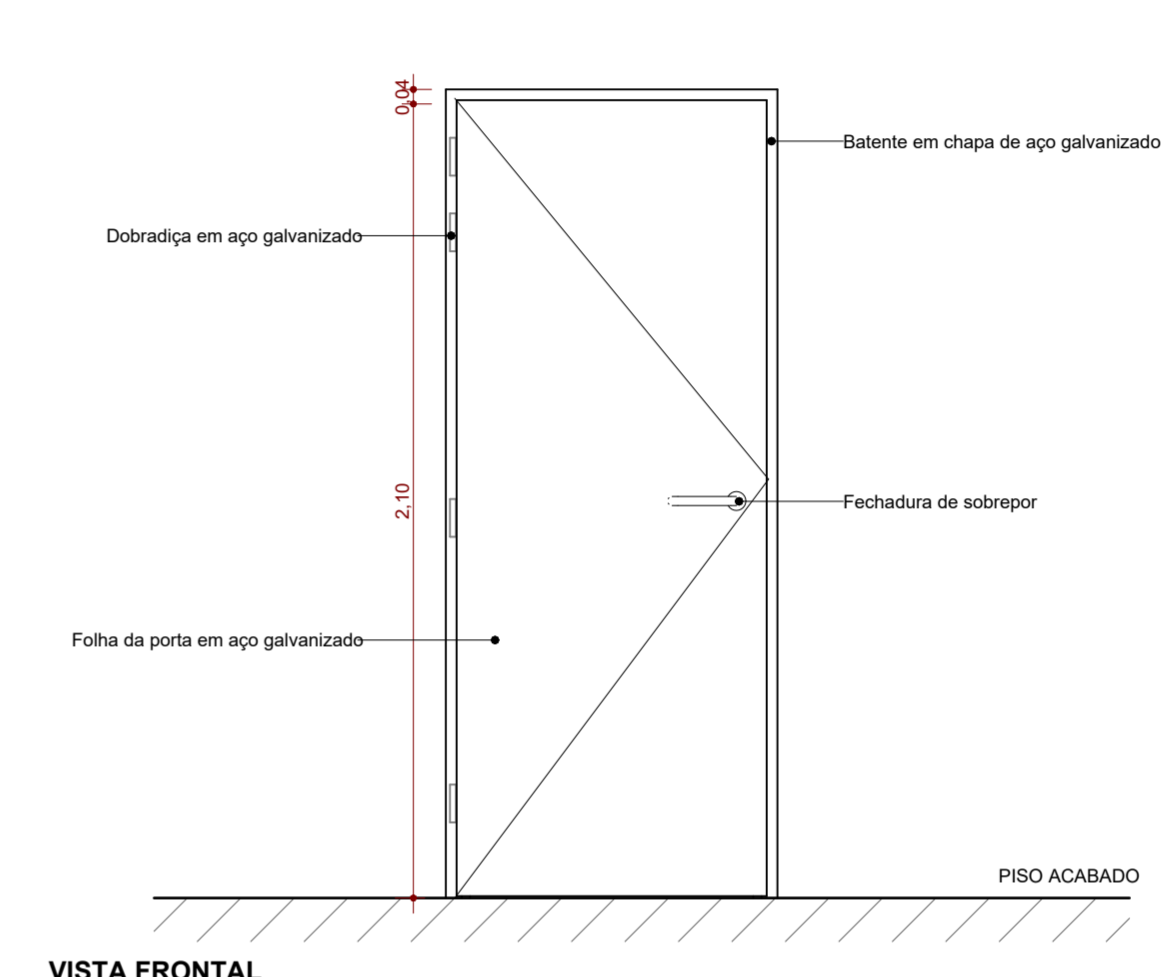 0,04
Batente em chapa de aço galvanizado
Dobradiça em aço galvanizado
2,10
Fechadura de sobrepor
Folha da porta em aço galvanizado
PISO ACABADO
VISTA FRONTAL